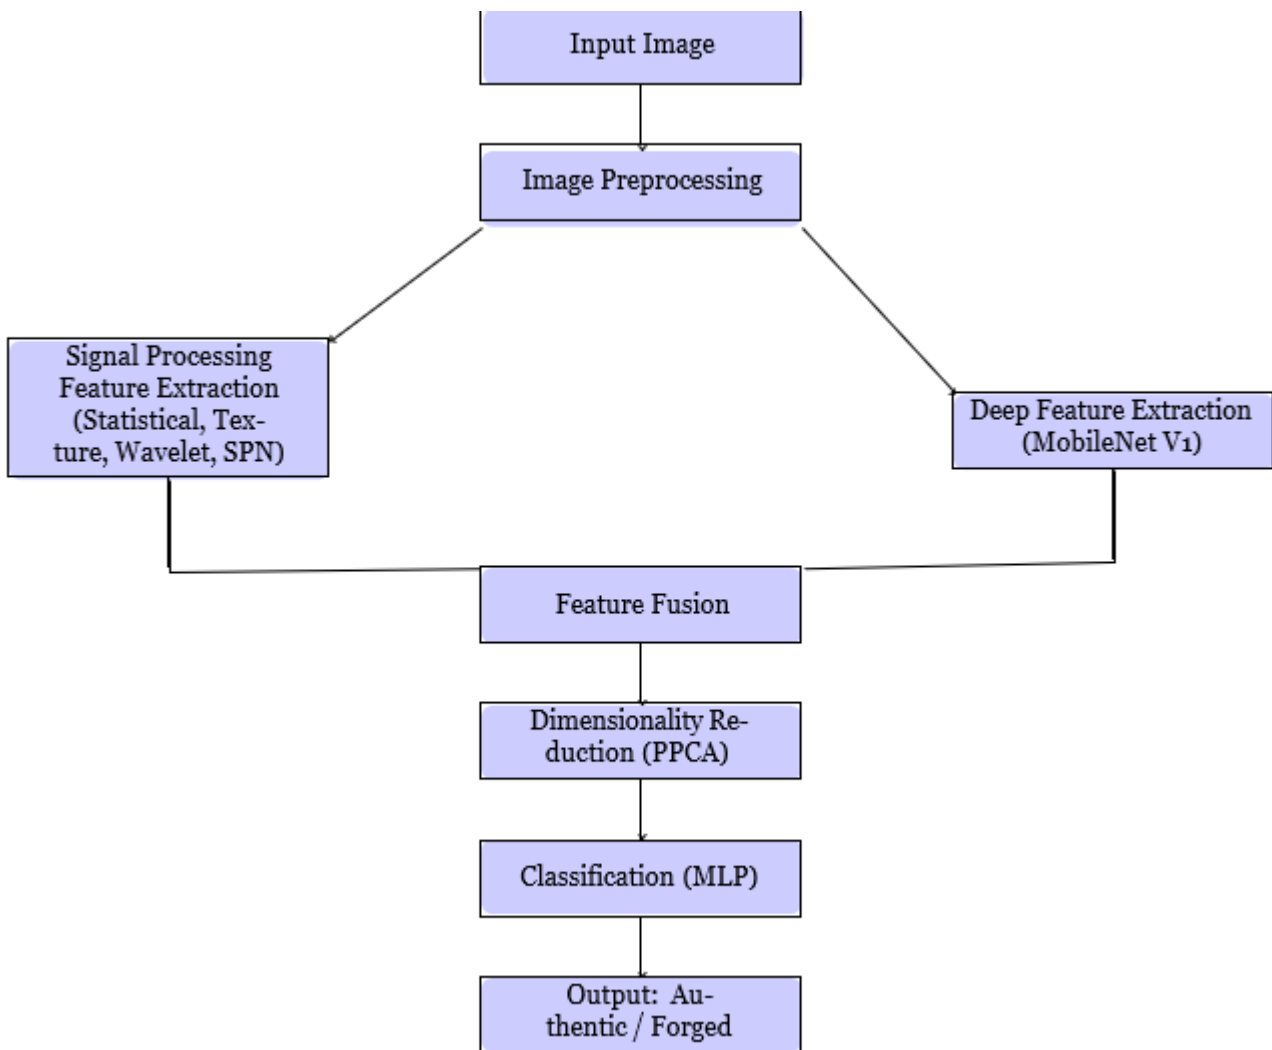 Input Image
Image Preprocessing
Signal Processing
Feature Extraction
(Statistical, Tex-
ture, Wavelet, SPN)
Deep Feature Extraction
(MobileNet V1)
Feature Fusion
Dimensionality Re-
duction (PPCA)
Classification (MLP)
Output: Au-
thentic / Forged